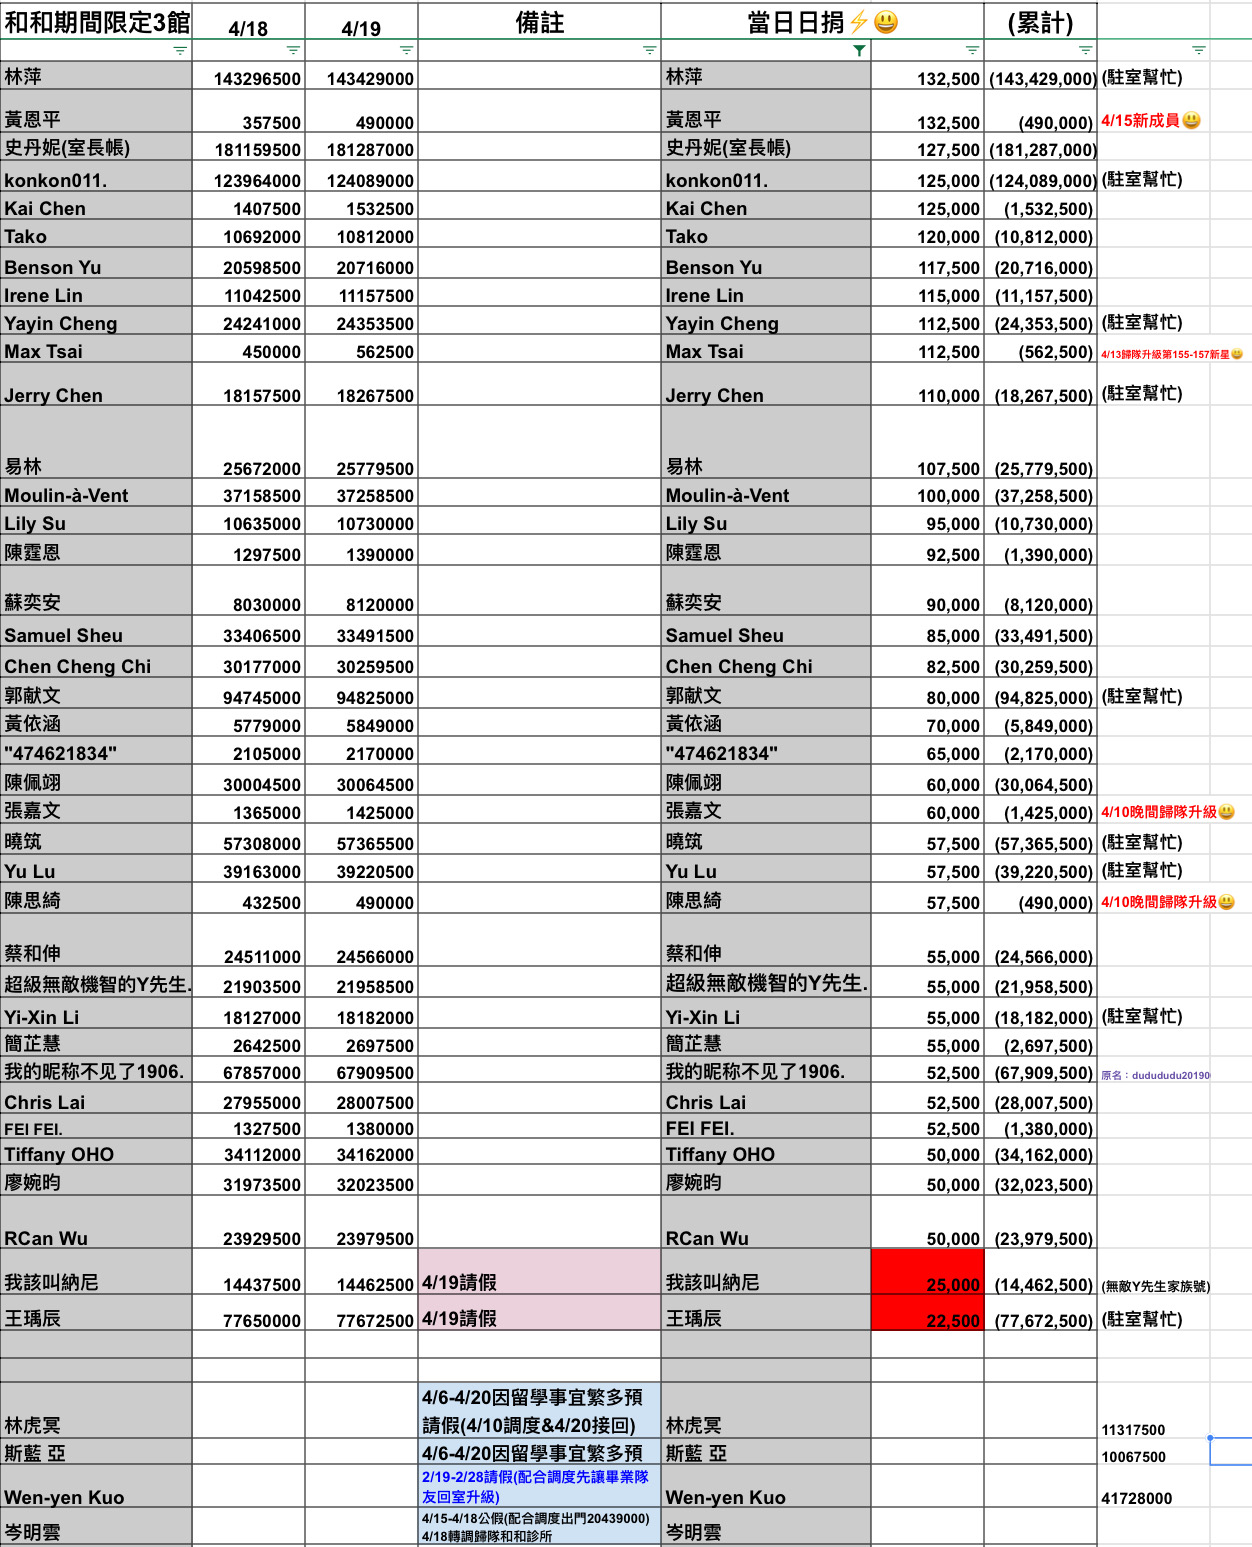 和和期間限定3館 4/18 4/19 備註 當日日捐⚡😃 (累計)
林萍 143296500 143429000 林萍 132,500 (143,429,000) (駐室幫忙)
黃恩平 357500 490000 黃恩平 132,500 (490,000) 4/15新成員😃
史丹妮(室長帳) 181159500 181287000 史丹妮(室長帳) 127,500 (181,287,000)
konkon011. 123964000 124089000 konkon011. 125,000 (124,089,000) (駐室幫忙)
Kai Chen 1407500 1532500 Kai Chen 125,000 (1,532,500)
Tako 10692000 10812000 Tako 120,000 (10,812,000)
Benson Yu 20598500 20716000 Benson Yu 117,500 (20,716,000)
Irene Lin 11042500 11157500 Irene Lin 115,000 (11,157,500)
Yayin Cheng 24241000 24353500 Yayin Cheng 112,500 (24,353,500) (駐室幫忙)
Max Tsai 450000 562500 Max Tsai 112,500 (562,500) 4/13歸隊升級第155-157新星😃
Jerry Chen 18157500 18267500 Jerry Chen 110,000 (18,267,500) (駐室幫忙)
易林 25672000 25779500 易林 107,500 (25,779,500)
Moulin-à-Vent 37158500 37258500 Moulin-à-Vent 100,000 (37,258,500)
Lily Su 10635000 10730000 Lily Su 95,000 (10,730,000)
陳霆恩 1297500 1390000 陳霆恩 92,500 (1,390,000)
蘇奕安 8030000 8120000 蘇奕安 90,000 (8,120,000)
Samuel Sheu 33406500 33491500 Samuel Sheu 85,000 (33,491,500)
Chen Cheng Chi 30177000 30259500 Chen Cheng Chi 82,500 (30,259,500)
郭献文 94745000 94825000 郭献文 80,000 (94,825,000) (駐室幫忙)
黃依涵 5779000 5849000 黃依涵 70,000 (5,849,000)
"474621834" 2105000 2170000 "474621834" 65,000 (2,170,000)
陳佩翊 30004500 30064500 陳佩翊 60,000 (30,064,500)
張嘉文 1365000 1425000 張嘉文 60,000 (1,425,000) 4/10晚間歸隊升級😃
曉筑 57308000 57365500 曉筑 57,500 (57,365,500) (駐室幫忙)
Yu Lu 39163000 39220500 Yu Lu 57,500 (39,220,500) (駐室幫忙)
陳思綺 432500 490000 陳思綺 57,500 (490,000) 4/10晚間歸隊升級😃
蔡和伸 24511000 24566000 蔡和伸 55,000 (24,566,000)
超級無敵機智的Y先生. 21903500 21958500 超級無敵機智的Y先生. 55,000 (21,958,500)
Yi-Xin Li 18127000 18182000 Yi-Xin Li 55,000 (18,182,000) (駐室幫忙)
簡芷慧 2642500 2697500 簡芷慧 55,000 (2,697,500)
我的昵称不见了1906. 67857000 67909500 我的昵称不见了1906. 52,500 (67,909,500) 原名：dudududu20190
Chris Lai 27955000 28007500 Chris Lai 52,500 (28,007,500)
FEI FEI. 1327500 1380000 FEI FEI. 52,500 (1,380,000)
Tiffany OHO 34112000 34162000 Tiffany OHO 50,000 (34,162,000)
廖婉昀 31973500 32023500 廖婉昀 50,000 (32,023,500)
RCan Wu 23929500 23979500 RCan Wu 50,000 (23,979,500)
我該叫納尼 14437500 14462500 4/19請假 我該叫納尼 25,000 (14,462,500) (無敵Y先生家族號)
王瑀辰 77650000 77672500 4/19請假 王瑀辰 22,500 (77,672,500) (駐室幫忙)
4/6-4/20因留學事宜繁多預
林虎冥 請假(4/10調度&4/20接回) 林虎冥 11317500
斯藍 亞 4/6-4/20因留學事宜繁多預 斯藍 亞 10067500
2/19-2/28請假(配合調度先讓畢業隊
Wen-yen Kuo 友回室升級) Wen-yen Kuo 41728000
4/15-4/18公假(配合調度出門20439000)
岑明雲 4/18轉調歸隊和和診所 岑明雲